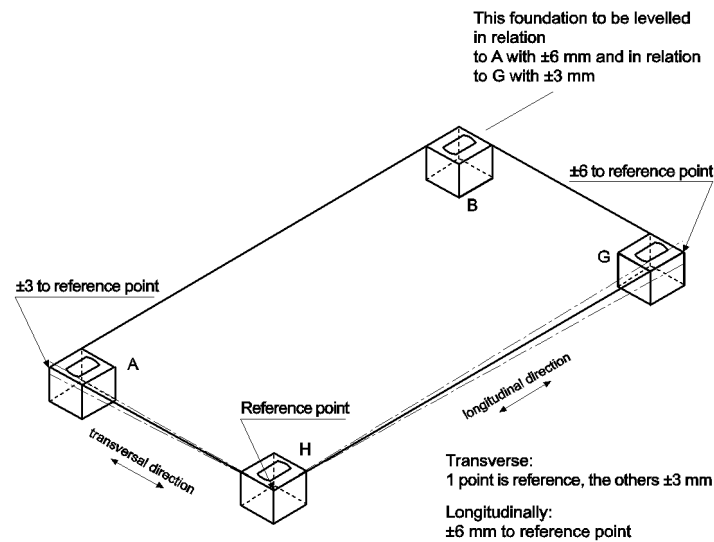 This foundation to be levelled
in relation
to A with ±6 mm and in relation
to G with ±3 mm
±6 to reference point
B
G
±3 to reference point
A
longitudinal direction
Reference point
H
transversal direction
Transverse:
1 point is reference, the others ±3 mm
Longitudinally:
±6 mm to reference point